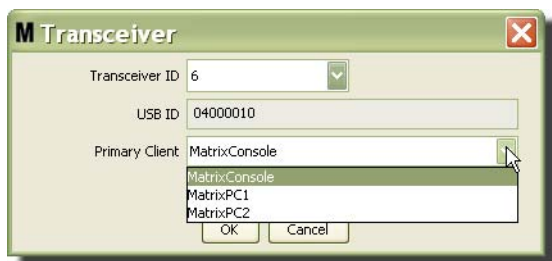 M Transceiver
Transceiver ID 6
USB ID 04000010
Primary Client MatrixConsole
MatrixConsole
MatrixPC1
MatrixPC2
OK Cancel